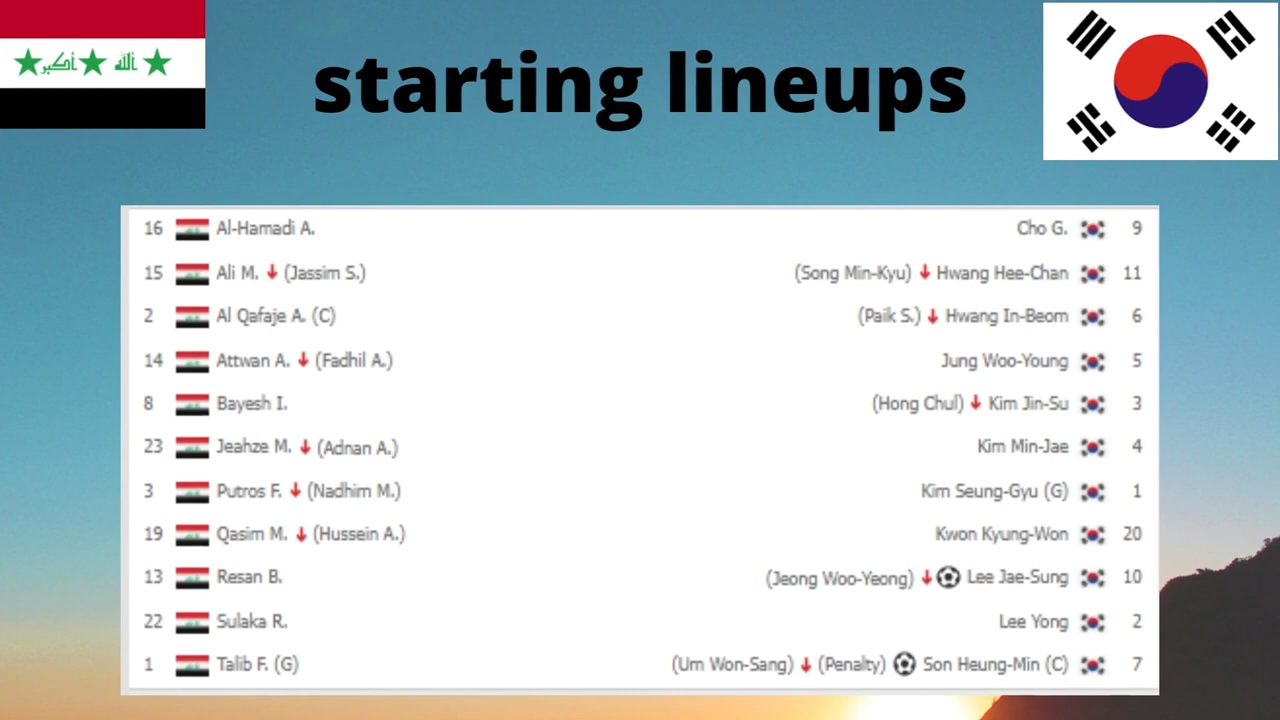 الله أكبر
starting lineups
16 Al-Hamadi A. Cho G. 9
15 Ali M. (Jassim S.) (Song Min-Kyu) Hwang Hee-Chan 11
2 Al Qafaje A. (C) (Paik S.) Hwang In-Beom 6
14 Attwan A. (Fadhil A.) Jung Woo-Young 5
8 Bayesh I. (Hong Chul) Kim Jin-Su 3
23 Jeahze M. (Adnan A.) Kim Min-Jae 4
3 Putros F. (Nadhim M.) Kim Seung-Gyu (G) 1
19 Qasim M. (Hussein A.) Kwon Kyung-Won 20
13 Resan B. (Jeong Woo-Yeong) Lee Jae-Sung 10
22 Sulaka R. Lee Yong 2
1 Talib F. (G) (Um Won-Sang) (Penalty) Son Heung-Min (C) 7